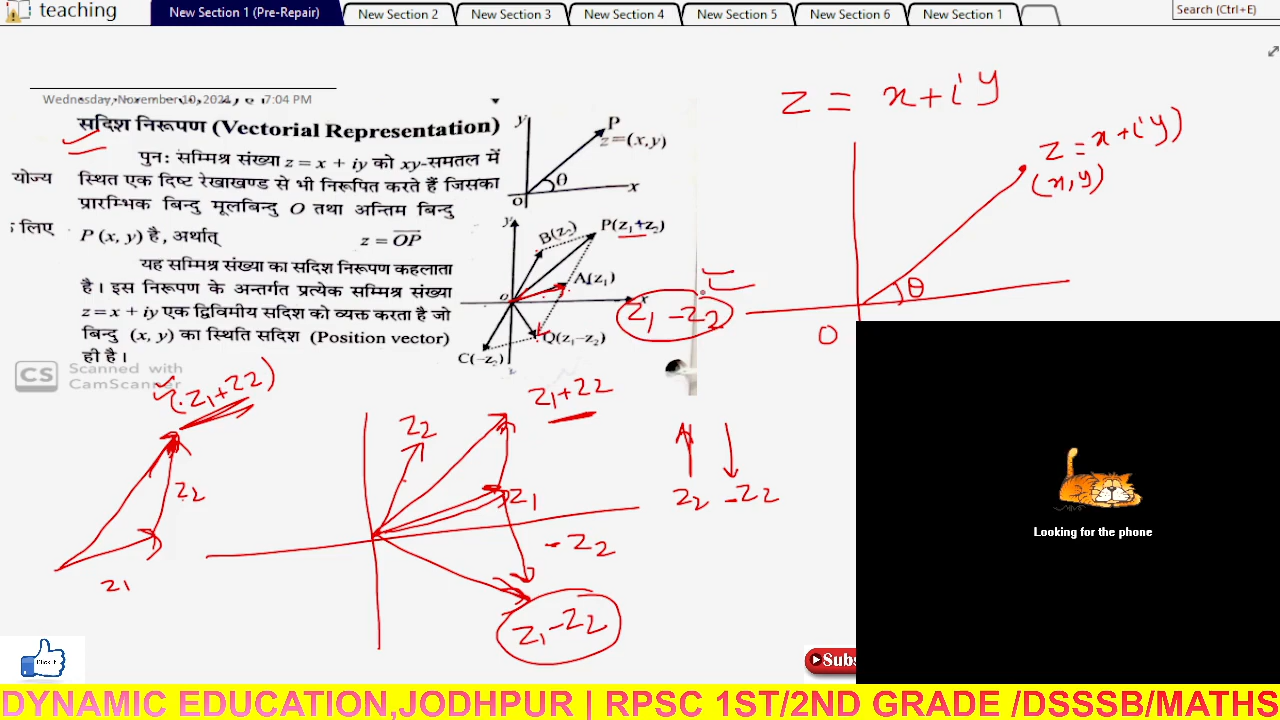 teaching
New Section 1 (Pre-Repair)
New Section 2
New Section 3
New Section 4
New Section 5
New Section 6
New Section 1
Search (Ctrl+E)
Wednesday, November 10, 2021 7:04 PM
सदिश निरूपण (Vectorial Representation)
पुनः सम्मिश्र संख्या z = x + iy को xy-समतल में
योज्य
स्थित एक दिष्ट रेखाखण्ड से भी निरूपित करते हैं जिसका
प्रारम्भिक बिन्दु मूलबिन्दु O तथा अन्तिम बिन्दु
लिए
P (x, y) है, अर्थात् z = OP
यह सम्मिश्र संख्या का सदिश निरूपण कहलाता
है। इस निरूपण के अन्तर्गत प्रत्येक सम्मिश्र संख्या
z = x + iy एक द्विविमीय सदिश को व्यक्त करता है जो
बिन्दु (x, y) का स्थिति सदिश (Position vector)
ही है।
CS Scanned with
CamScanner
y
P
z=(x,y)
θ
O
x
y
B(z2)
P(z1+z2)
A(z1)
o
x
Q(z1−z2)
C(−z2)
z1 − z2
z = x+iy
z = x+iy)
(x,y)
θ
0
(z1+z2)
z2
z1
z2
z1+z2
z1
-z2
z1-z2
z2
-z2
Looking for the phone
Click it
Subs
DYNAMIC EDUCATION,JODHPUR | RPSC 1ST/2ND GRADE /DSSSB/MATHS